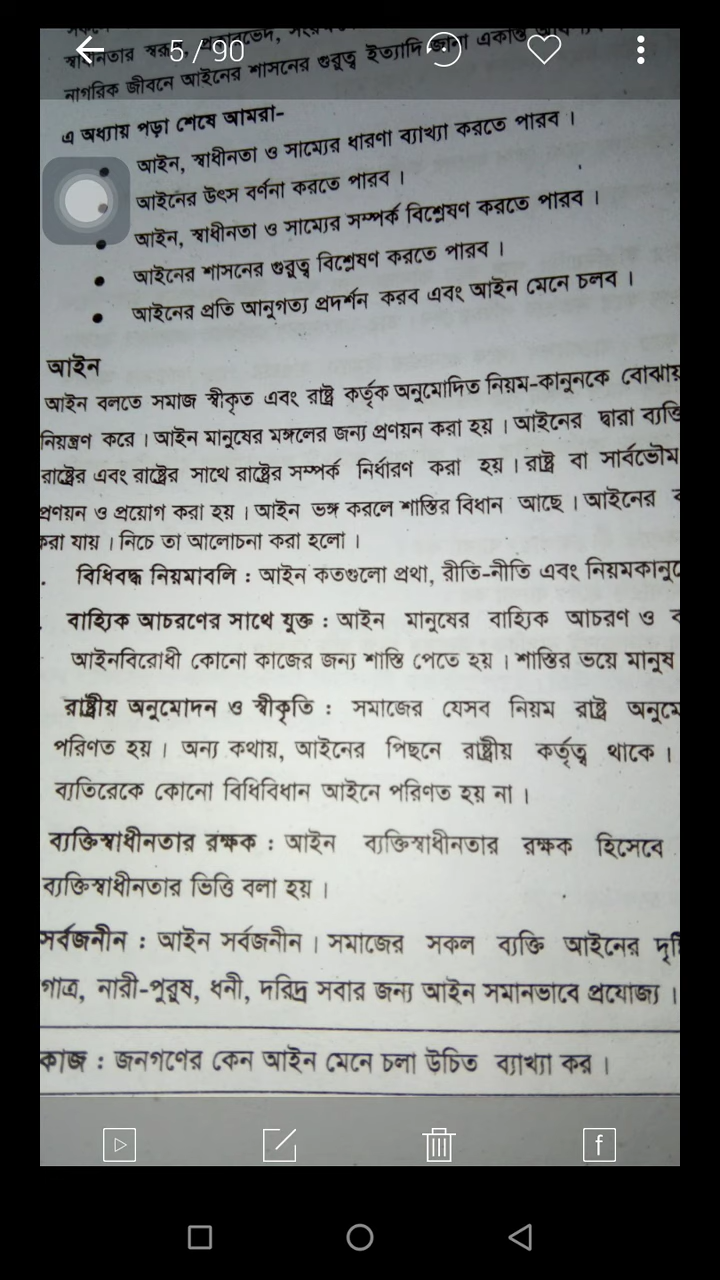 5 / 90
নাগরিক জীবনে আইনের শাসনের গুরুত্ব ইত্যাদি জানা একান্ত
এ অধ্যায় পড়া শেষে আমরা-
আইন, স্বাধীনতা ও সাম্যের ধারণা ব্যাখ্যা করতে পারব ।
আইনের উৎস বর্ণনা করতে পারব ।
আইন, স্বাধীনতা ও সাম্যের সম্পর্ক বিশ্লেষণ করতে পারব ।
আইনের শাসনের গুরুত্ব বিশ্লেষণ করতে পারব ।
আইনের প্রতি আনুগত্য প্রদর্শন করব এবং আইন মেনে চলব ।
আইন
আইন বলতে সমাজ স্বীকৃত এবং রাষ্ট্র কর্তৃক অনুমোদিত নিয়ম-কানুনকে বোঝায়
নিয়ন্ত্রণ করে । আইন মানুষের মঙ্গলের জন্য প্রণয়ন করা হয় । আইনের দ্বারা ব্যক্তি
রাষ্ট্রের এবং রাষ্ট্রের সাথে রাষ্ট্রের সম্পর্ক নির্ধারণ করা হয় । রাষ্ট্র বা সার্বভৌম
প্রণয়ন ও প্রয়োগ করা হয় । আইন ভঙ্গ করলে শাস্তির বিধান আছে । আইনের
করা যায় । নিচে তা আলোচনা করা হলো ।
বিধিবদ্ধ নিয়মাবলি : আইন কতগুলো প্রথা, রীতি-নীতি এবং নিয়মকানুনে
বাহ্যিক আচরণের সাথে যুক্ত : আইন মানুষের বাহ্যিক আচরণ ও
আইনবিরোধী কোনো কাজের জন্য শাস্তি পেতে হয় । শাস্তির ভয়ে মানুষ
রাষ্ট্রীয় অনুমোদন ও স্বীকৃতি : সমাজের যেসব নিয়ম রাষ্ট্র অনুমে
পরিণত হয় । অন্য কথায়, আইনের পিছনে রাষ্ট্রীয় কর্তৃত্ব থাকে ।
ব্যতিরেকে কোনো বিধিবিধান আইনে পরিণত হয় না ।
ব্যক্তিস্বাধীনতার রক্ষক : আইন ব্যক্তিস্বাধীনতার রক্ষক হিসেবে
ব্যক্তিস্বাধীনতার ভিত্তি বলা হয় ।
সর্বজনীন : আইন সর্বজনীন । সমাজের সকল ব্যক্তি আইনের দৃষ্টি
গাত্র, নারী-পুরুষ, ধনী, দরিদ্র সবার জন্য আইন সমানভাবে প্রযোজ্য ।
কাজ : জনগণের কেন আইন মেনে চলা উচিত ব্যাখ্যা কর ।